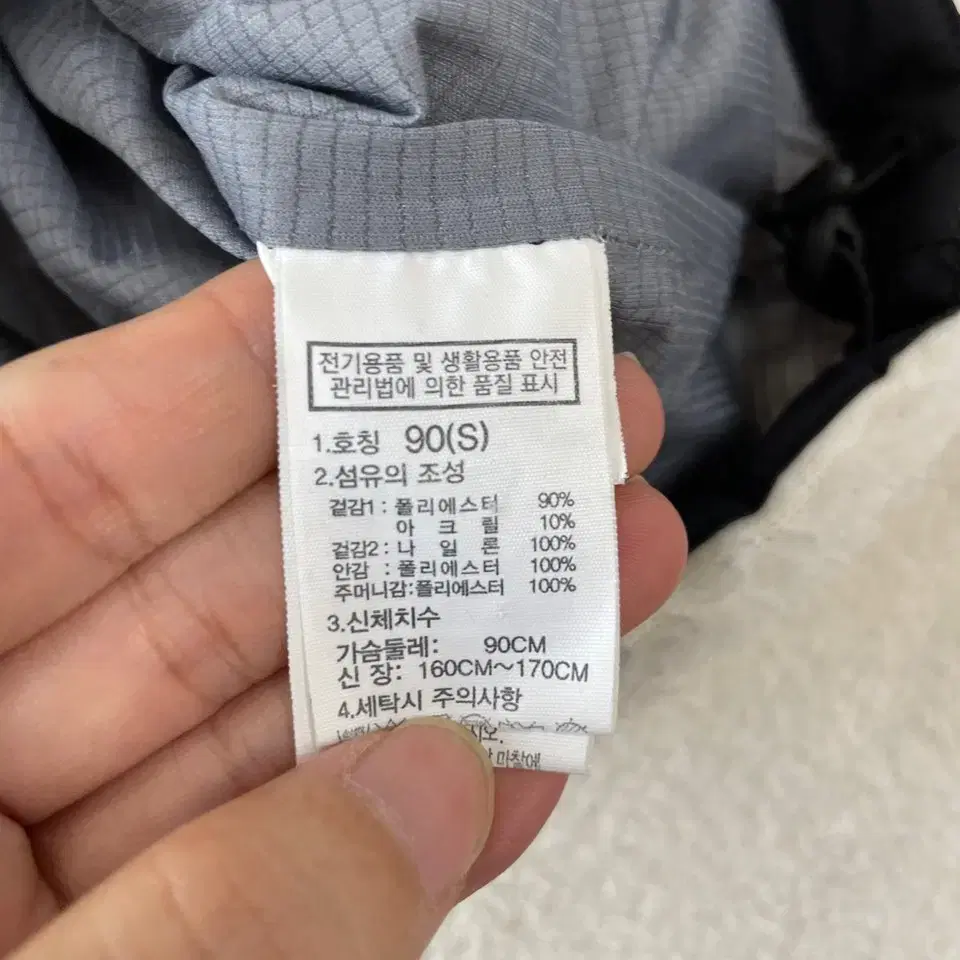 전기용품 및 생활용품 안전
관리법에 의한 품질 표시
1.호칭 90(S)
2.섬유의 조성
겉감1 : 폴리에스터 90%
아 크 릴 10%
겉감2 : 나 일 론 100%
안감 : 폴리에스터 100%
주머니감:폴리에스터 100%
3.신체치수
가슴둘레: 90CM
신 장: 160CM~170CM
4.세탁시 주의사항
마찰에